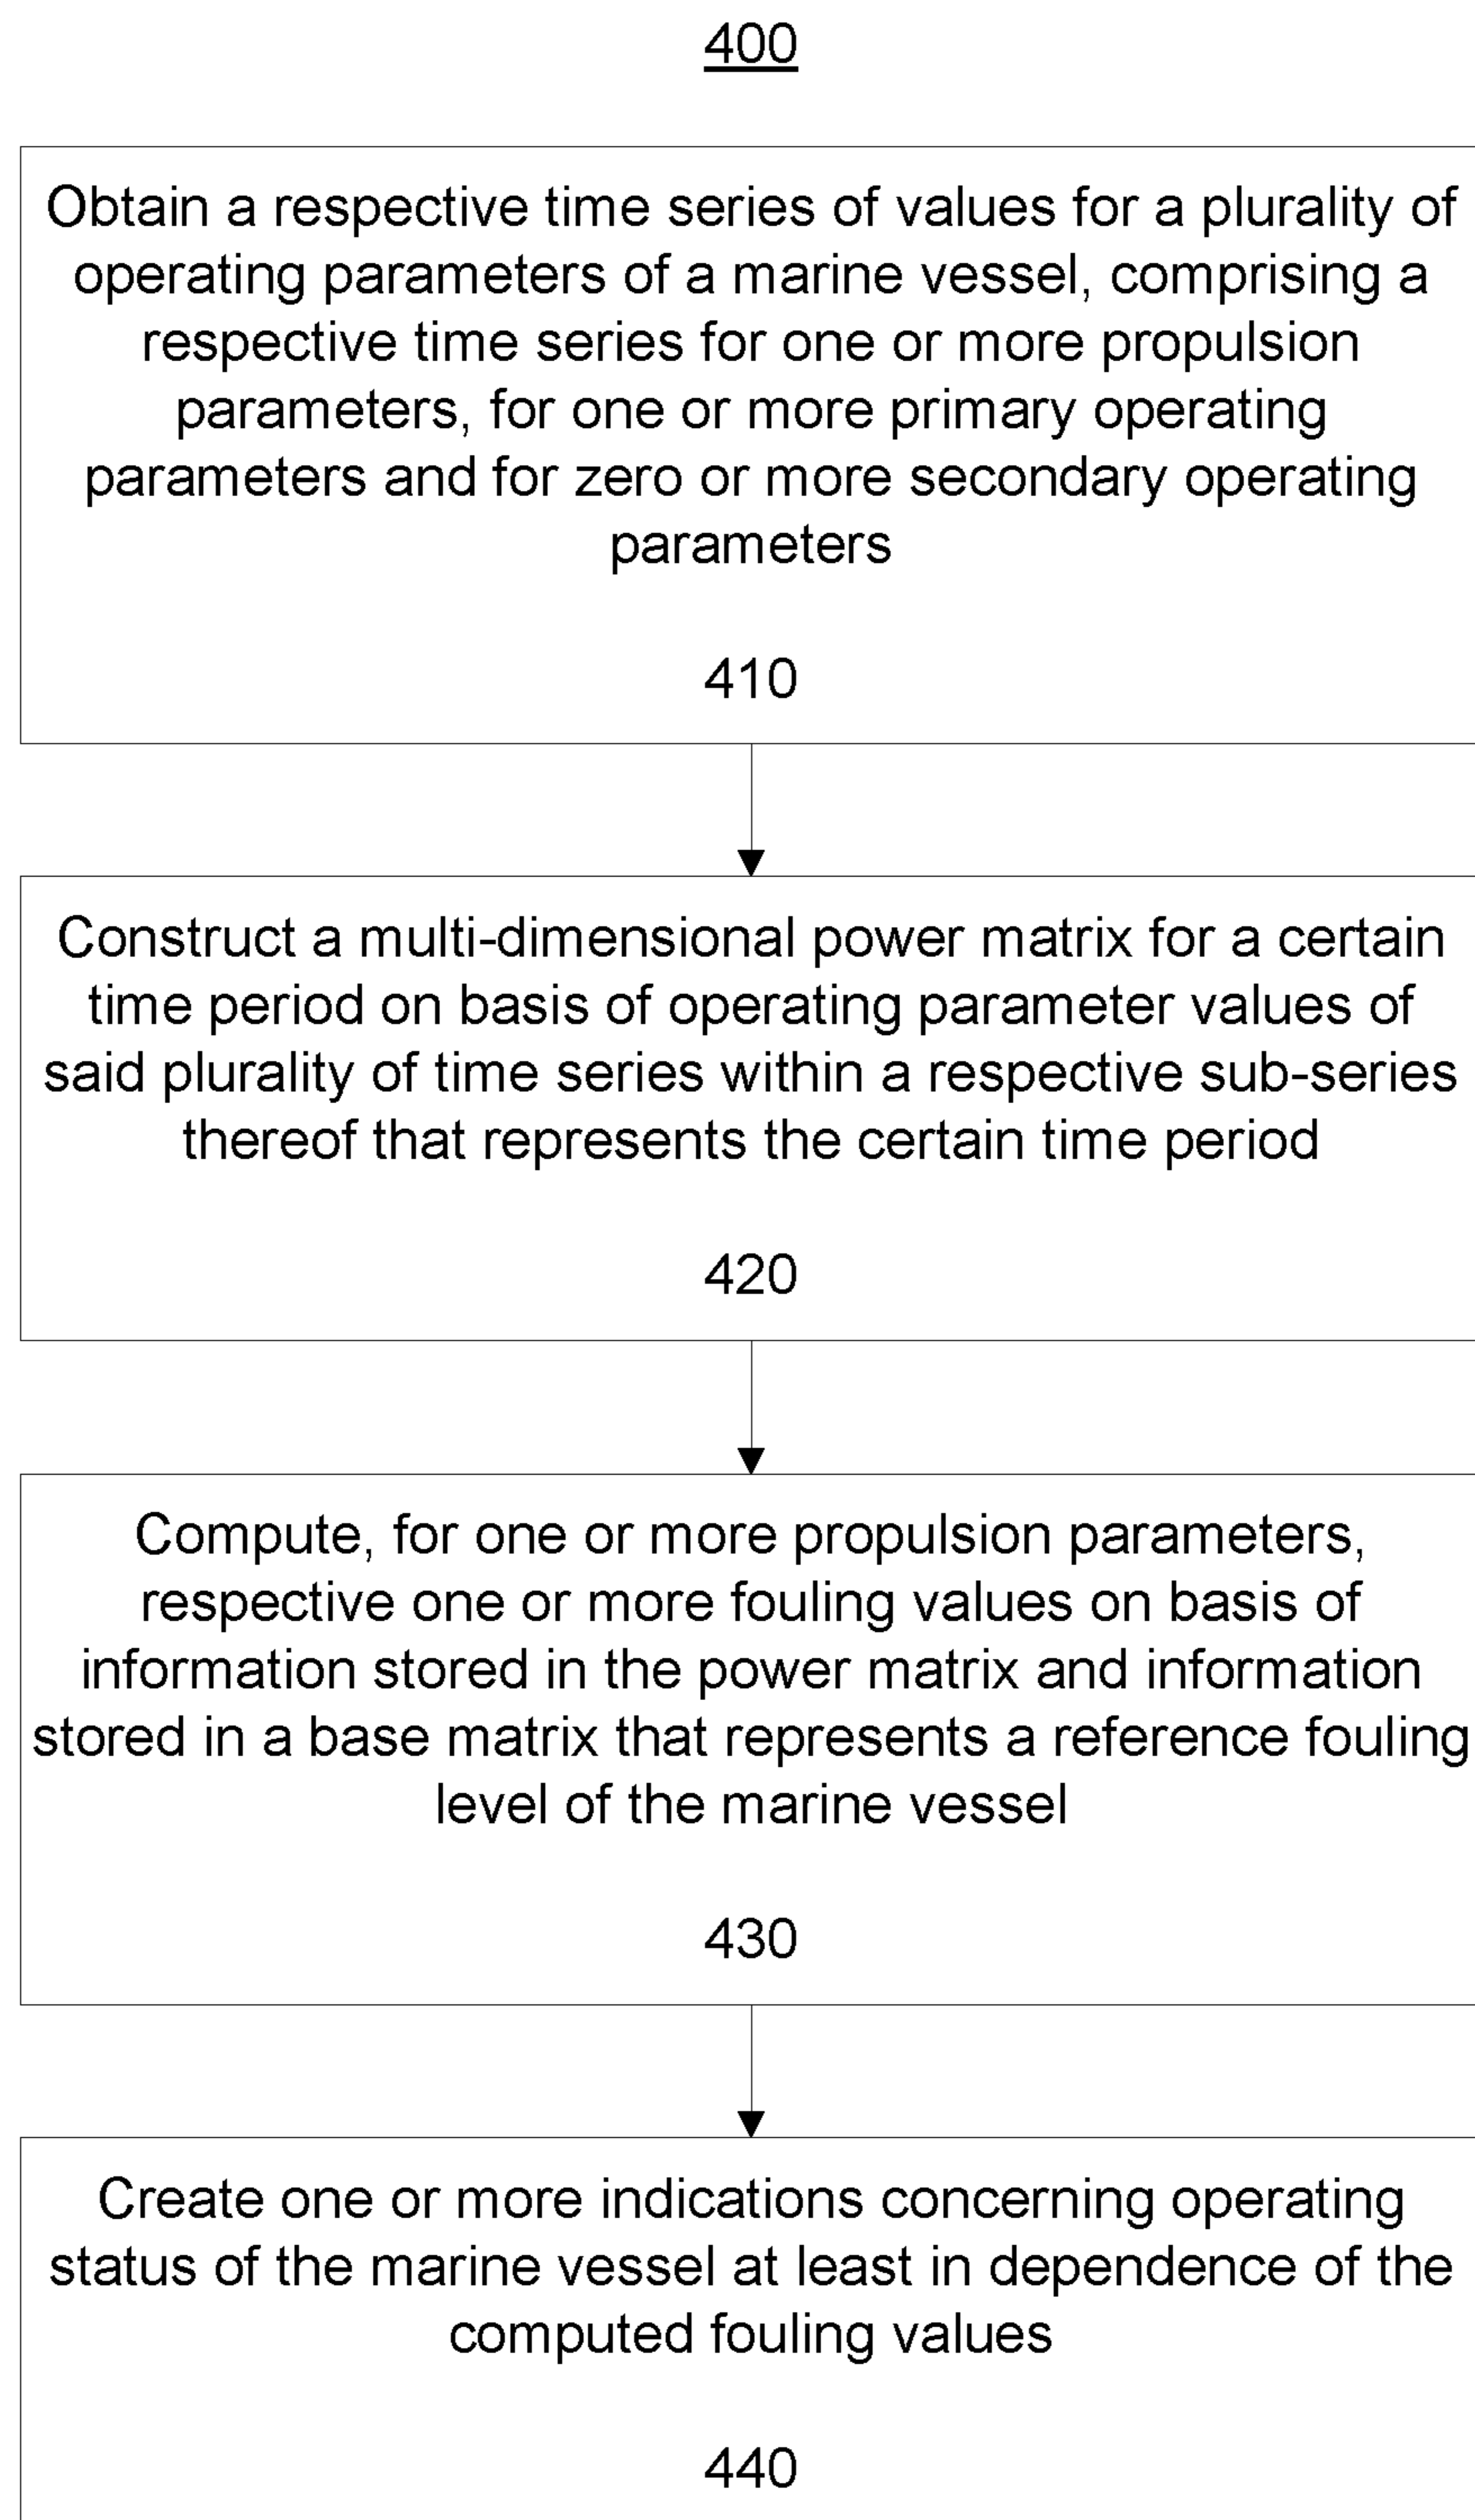 400
Obtain a respective time series of values for a plurality of
operating parameters of a marine vessel, comprising a
respective time series for one or more propulsion
parameters, for one or more primary operating
parameters and for zero or more secondary operating
parameters
410
Construct a multi-dimensional power matrix for a certain
time period on basis of operating parameter values of
said plurality of time series within a respective sub-series
thereof that represents the certain time period
420
Compute, for one or more propulsion parameters,
respective one or more fouling values on basis of
information stored in the power matrix and information
stored in a base matrix that represents a reference fouling
level of the marine vessel
430
Create one or more indications concerning operating
status of the marine vessel at least in dependence of the
computed fouling values
440